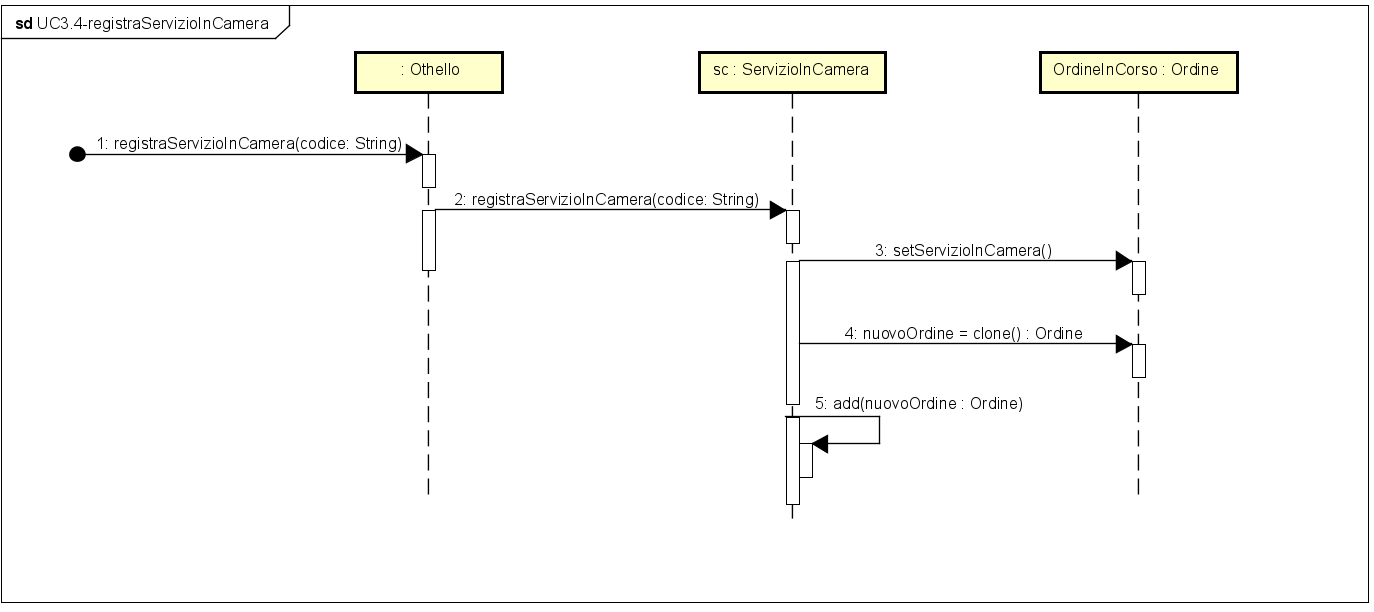 sd UC3.4-registraServizioInCamera
: Othello
sc : ServizioInCamera
OrdineInCorso : Ordine
1: registraServizioInCamera(codice: String)
2: registraServizioInCamera(codice: String)
3: setServizioInCamera()
4: nuovoOrdine = clone() : Ordine
5: add(nuovoOrdine : Ordine)